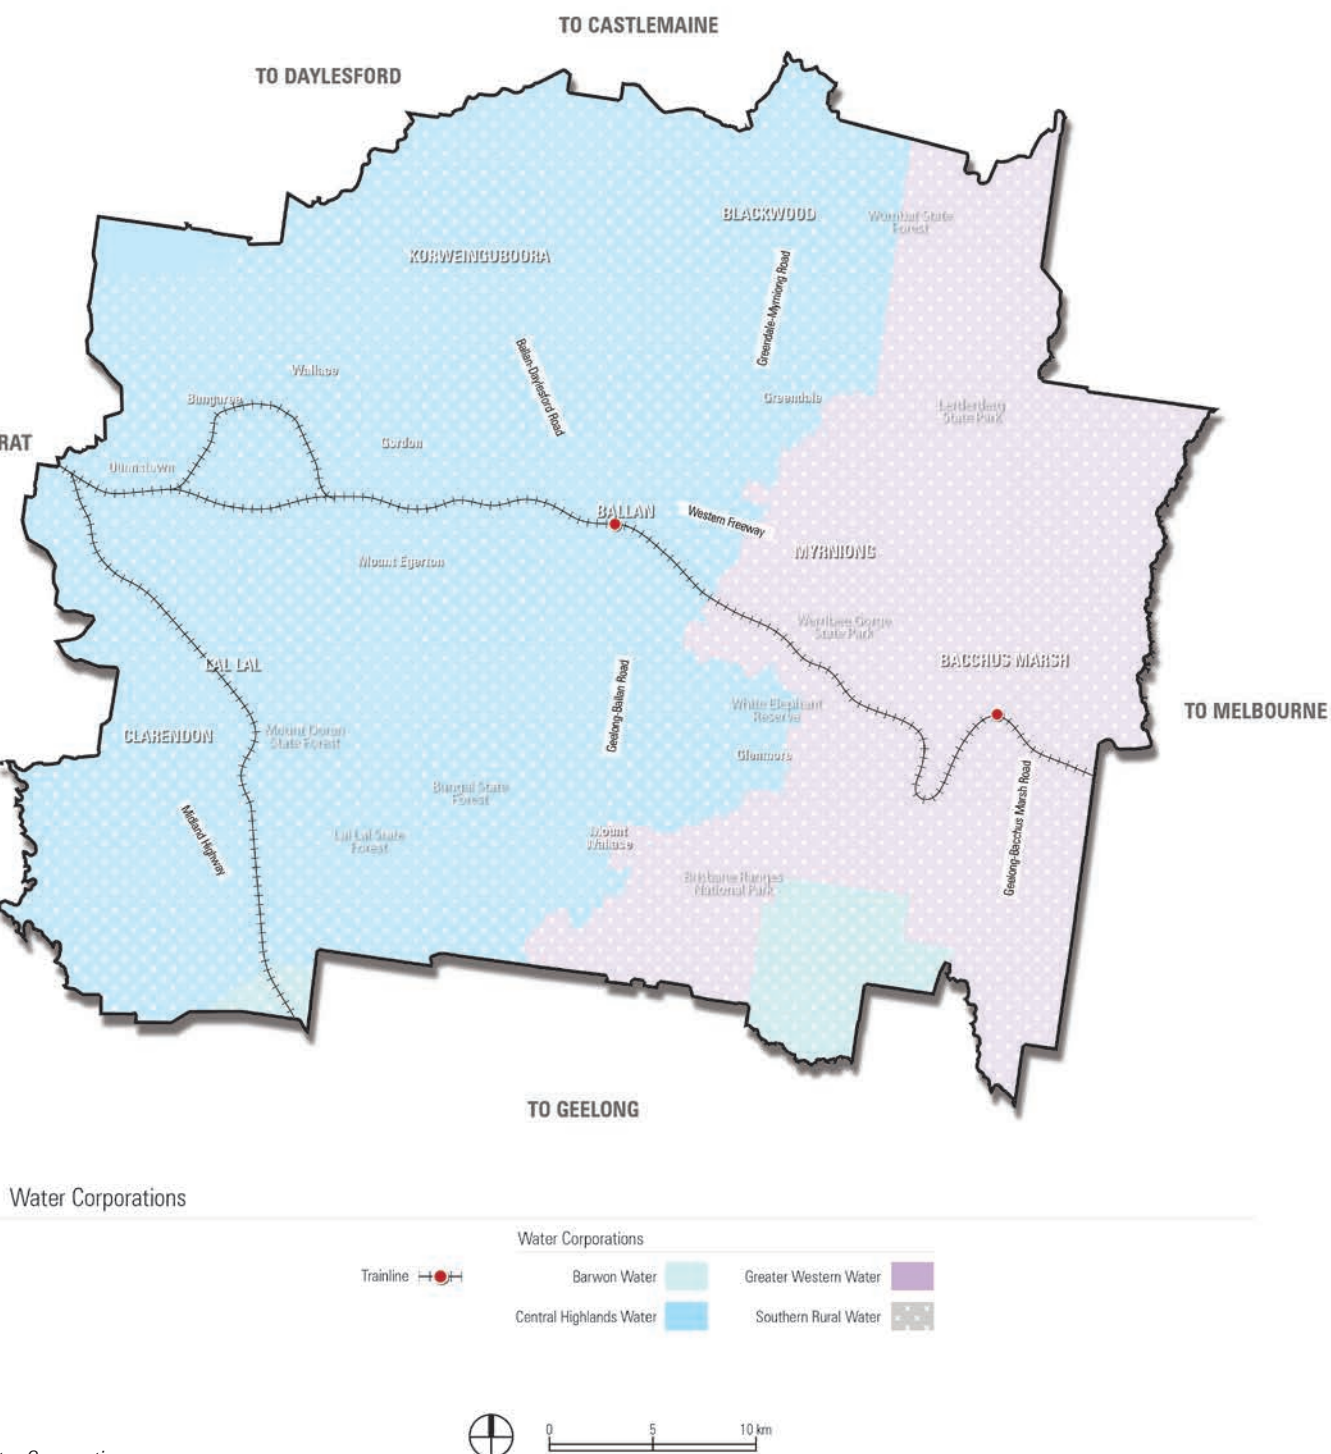 TO CASTLEMAINE
TO DAYLESFORD
BLACKWOOD
Wombat State
Forest
KORWEINGUBOORA
Greendale-Myrniong Road
Wallace
Ballan-Daylesford Road
Bungaree
Greendale
Lerderderg
State Park
RAT
Gordon
Dunnstown
BALLAN
Western Freeway
MYRNIONG
Mount Egerton
Werribee Gorge
State Park
LAL LAL
BACCHUS MARSH
Geelong-Ballan Road
White Elephant
Reserve
TO MELBOURNE
CLARENDON
Mount Doran
State Forest
Glenmore
Bungal State
Forest
Midland Highway
Lal Lal State
Forest
Mount
Wallace
Geelong-Bacchus Marsh Road
Brisbane Ranges
National Park
TO GEELONG
Water Corporations
Water Corporations
Trainline
Barwon Water
Greater Western Water
Central Highlands Water
Southern Rural Water
0 5 10 km